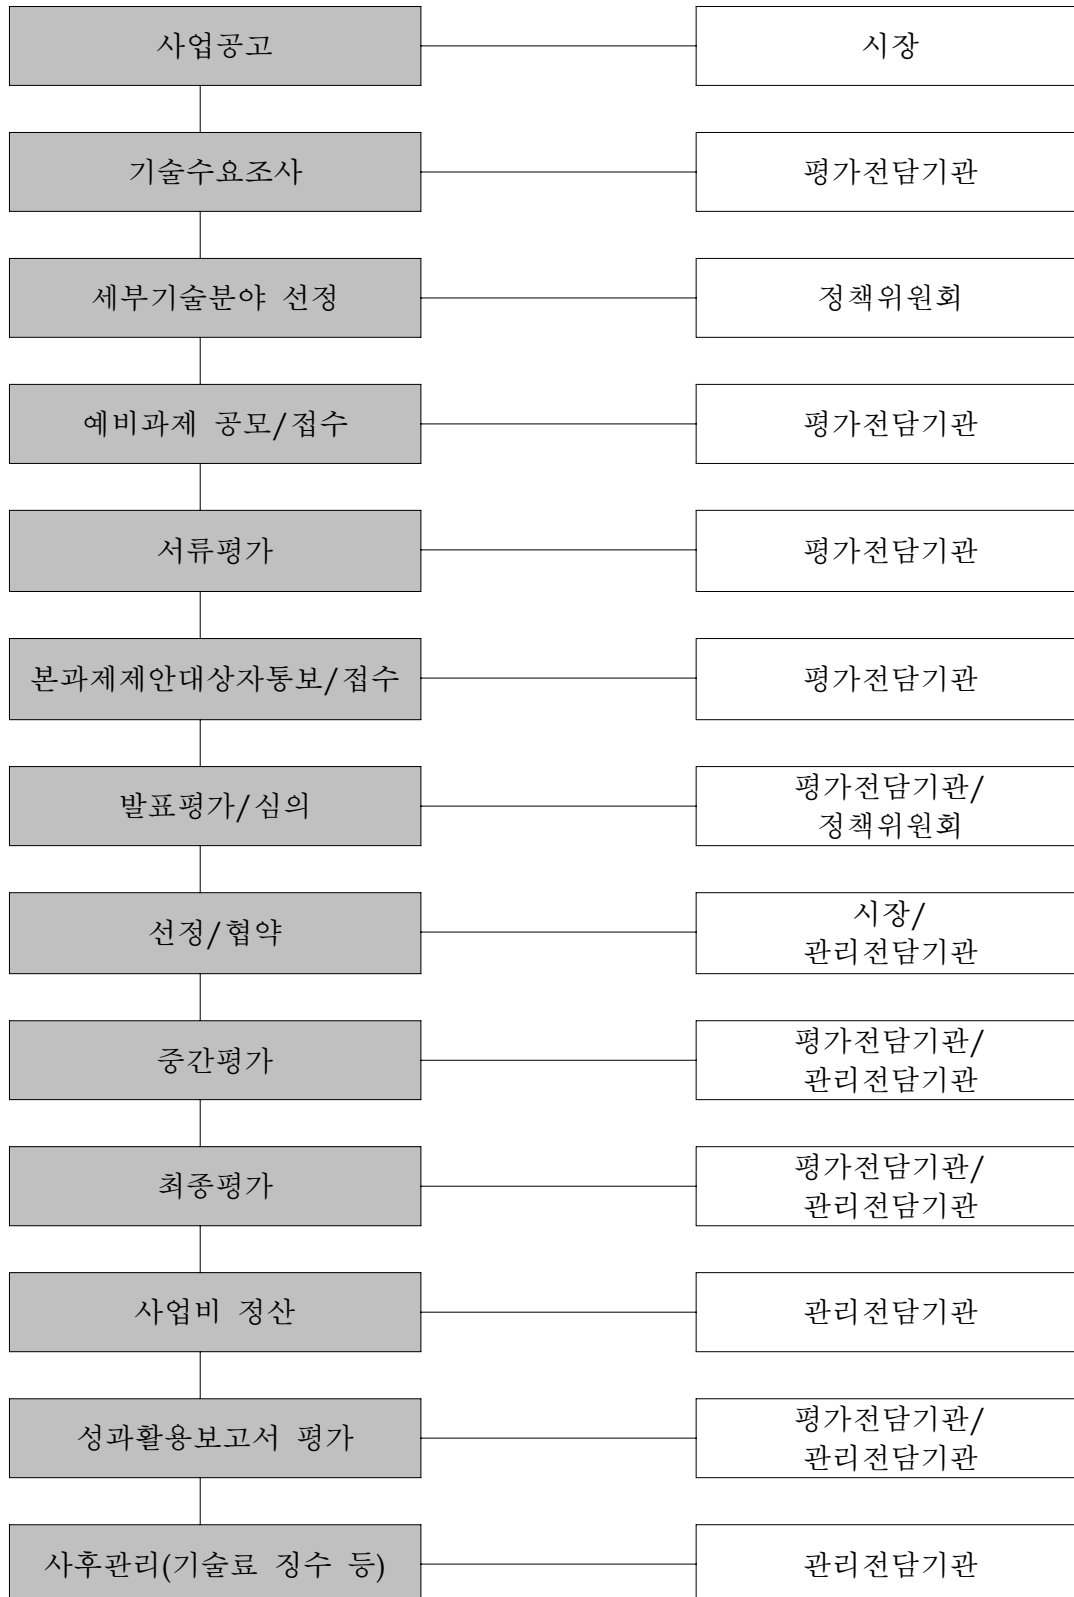 사업공고
시장
기술수요조사
평가전담기관
세부기술분야 선정
정책위원회
예비과제 공모/접수
평가전담기관
서류평가
평가전담기관
본과제제안대상자통보/접수
평가전담기관
발표평가/심의
평가전담기관/
정책위원회
선정/협약
시장/
관리전담기관
중간평가
평가전담기관/
관리전담기관
최종평가
평가전담기관/
관리전담기관
사업비 정산
관리전담기관
성과활용보고서 평가
평가전담기관/
관리전담기관
사후관리(기술료 징수 등)
관리전담기관